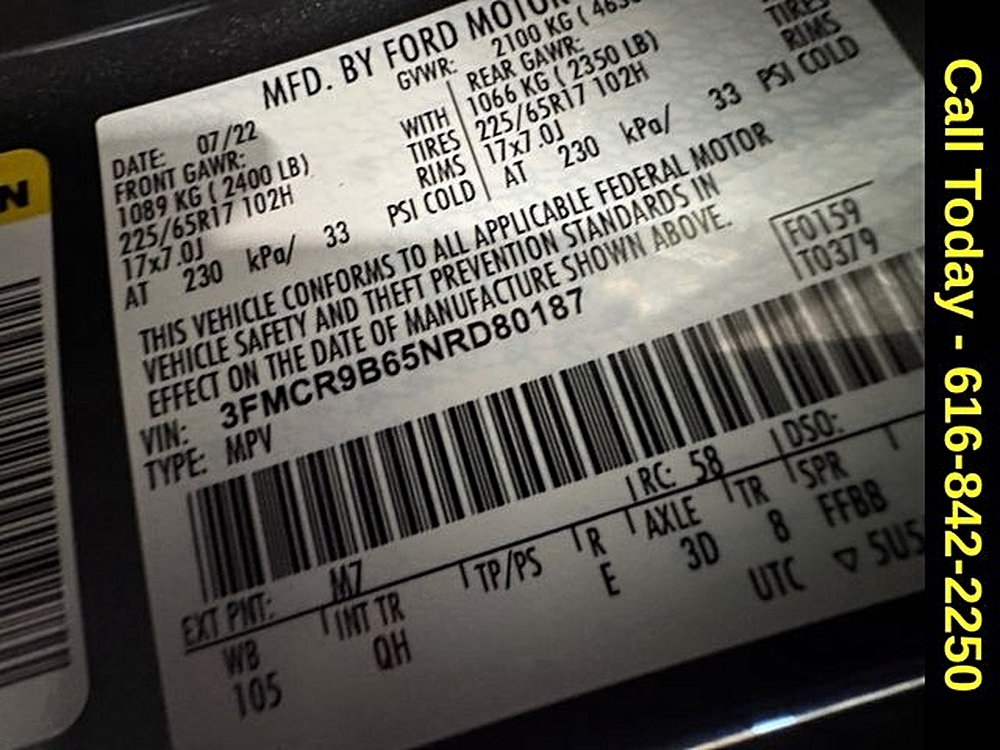 MFD. BY FORD MOTOR
DATE: 07/22
GVWR: 2100 KG
FRONT GAWR:
1089 KG ( 2400 LB)
225/65R17 102H
17x7.0J
AT 230 kPa/ 33 PSI COLD
WITH
TIRES
RIMS
REAR GAWR:
1066 KG ( 2350 LB)
225/65R17 102H
17x7.0J
AT 230 kPa/ 33 PSI COLD
TIRES
RIMS
THIS VEHICLE CONFORMS TO ALL APPLICABLE FEDERAL MOTOR
VEHICLE SAFETY AND THEFT PREVENTION STANDARDS IN
EFFECT ON THE DATE OF MANUFACTURE SHOWN ABOVE.
VIN: 3FMCR9B65NRD80187
TYPE: MPV
F0159
T0379
EXT PNT: M7 RC: 58 DSO:
WB INT TR TP/PS R AXLE TR SPR
105 QH E 3D 8 FFBB
UTC ▽ 5U5
N
Call Today - 616-842-2250